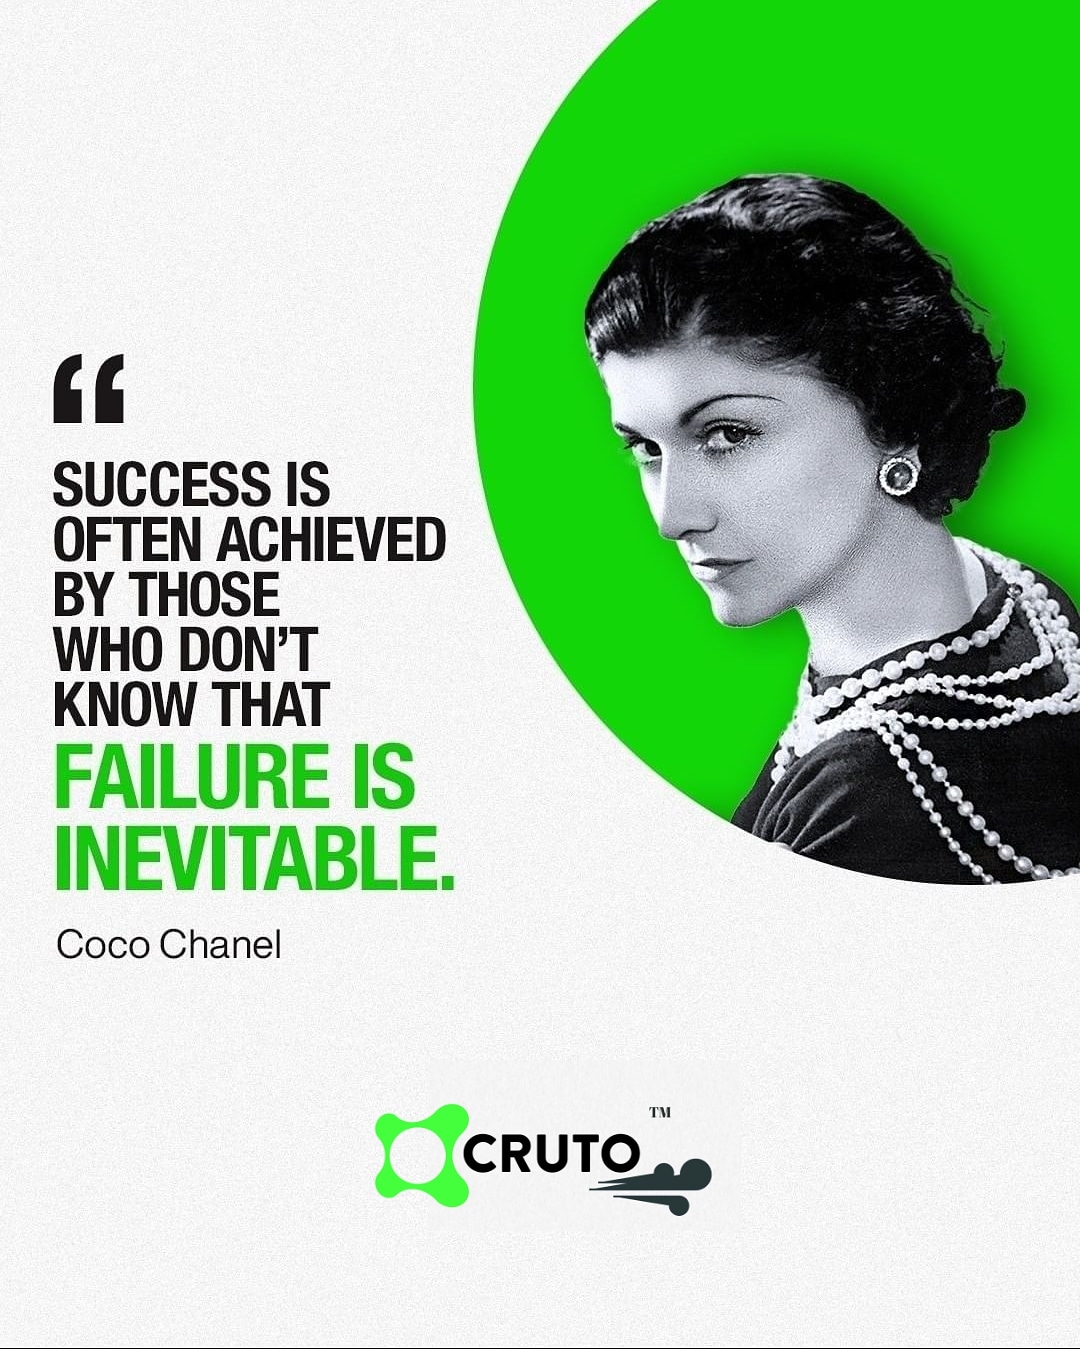 “
SUCCESS IS
OFTEN ACHIEVED
BY THOSE
WHO DON’T
KNOW THAT
FAILURE IS
INEVITABLE.
Coco Chanel
CRUTO ™